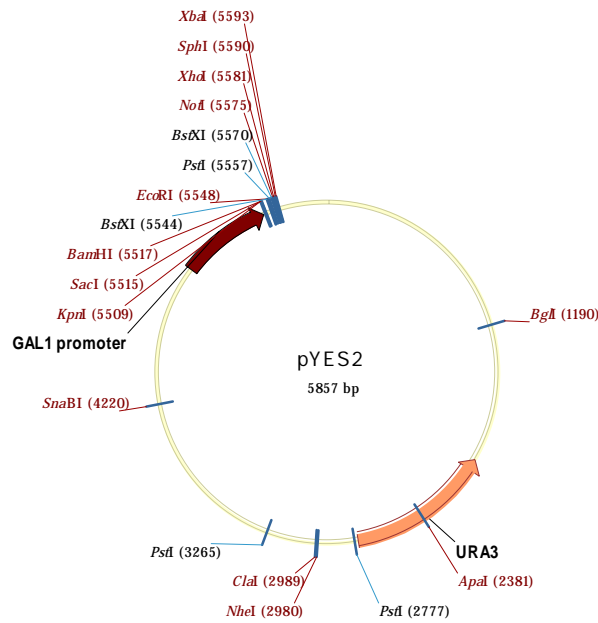 XbaI (5593)
SphI (5590)
XhoI (5581)
NotI (5575)
BstXI (5570)
PstI (5557)
EcoRI (5548)
BstXI (5544)
BamHI (5517)
SacI (5515)
KpnI (5509)
GAL1 promoter
BglI (1190)
pYES2
5857 bp
SnaBI (4220)
PstI (3265)
URA3
ClaI (2989)
ApaI (2381)
NheI (2980)
PstI (2777)